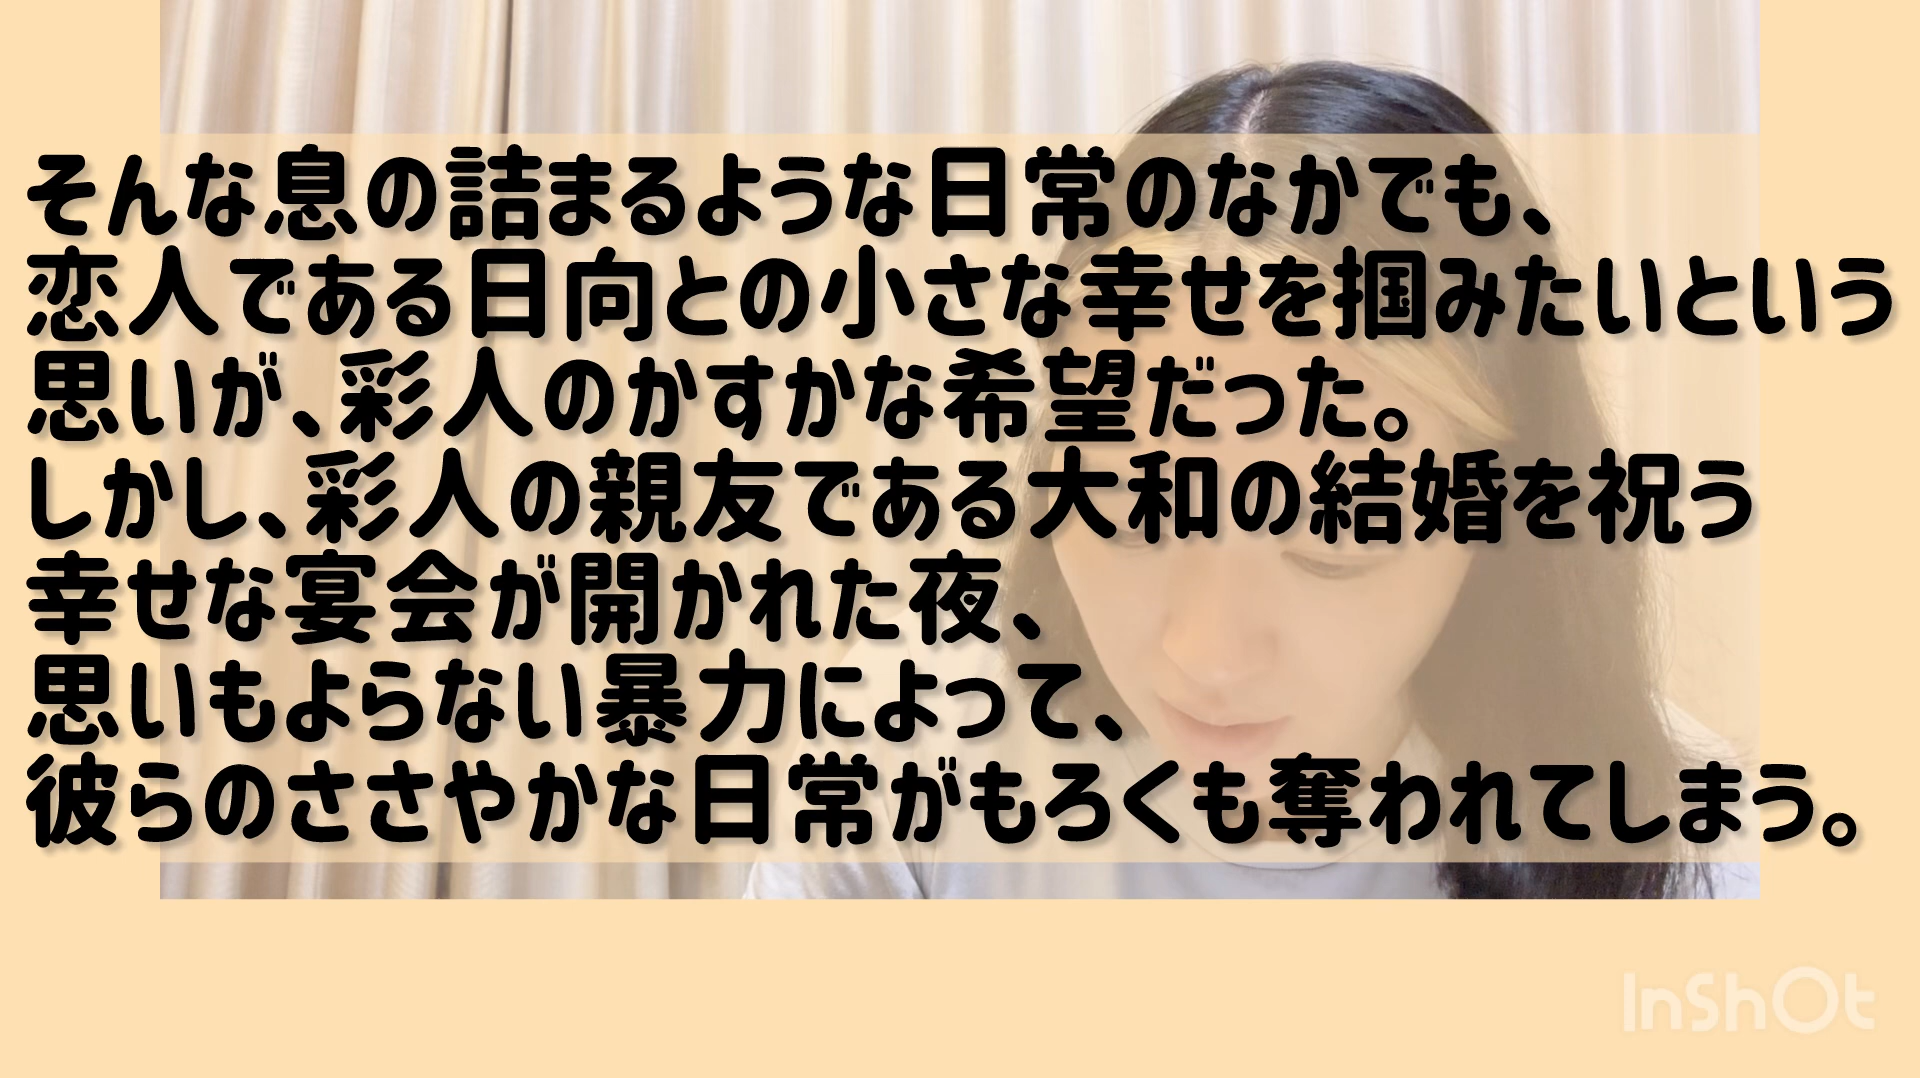 そんな息の詰まるような日常のなかでも、
恋人である日向との小さな幸せを掴みたいという
思いが、彩人のかすかな希望だった。
しかし、彩人の親友である大和の結婚を祝う
幸せな宴会が開かれた夜、
思いもよらない暴力によって、
彼らのささやかな日常がもろくも奪われてしまう。
InShOt